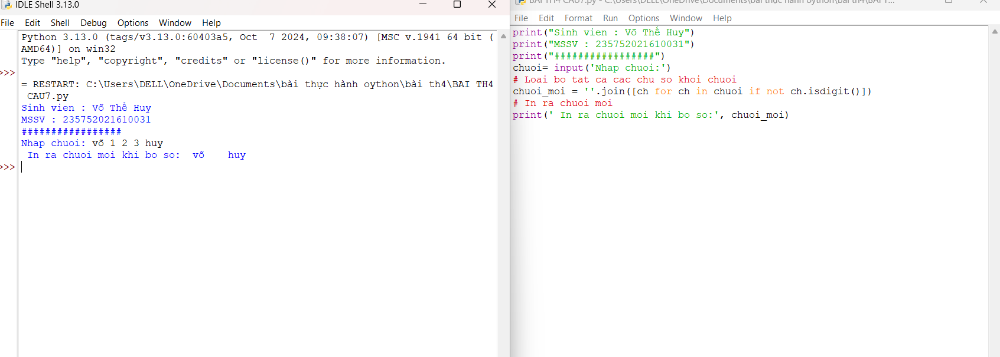 IDLE Shell 3.13.0
File Edit Shell Debug Options Window Help
Python 3.13.0 (tags/v3.13.0:60403a5, Oct  7 2024, 09:38:07) [MSC v.1941 64 bit (
AMD64)] on win32
Type "help", "copyright", "credits" or "license()" for more information.
>>>
= RESTART: C:\Users\DELL\OneDrive\Documents\bài thực hành oython\bài th4\BAI TH4
 CAU7.py
Sinh vien : Võ Thế Huy
MSSV : 235752021610031
#################
Nhap chuoi: võ 1 2 3 huy
 In ra chuoi moi khi bo so:  võ    huy
>>>
BAI TH4 CAU7.py - C:\Users\DELL\OneDrive\Documents\bài thực hành oython\bài th4\BAI T...
File Edit Format Run Options Window Help
print("Sinh vien : Võ Thế Huy")
print("MSSV : 235752021610031")
print("#################")
chuoi= input('Nhap chuoi:')
# Loai bo tat ca cac chu so khoi chuoi
chuoi_moi = ''.join([ch for ch in chuoi if not ch.isdigit()])
# In ra chuoi moi
print(' In ra chuoi moi khi bo so:', chuoi_moi)